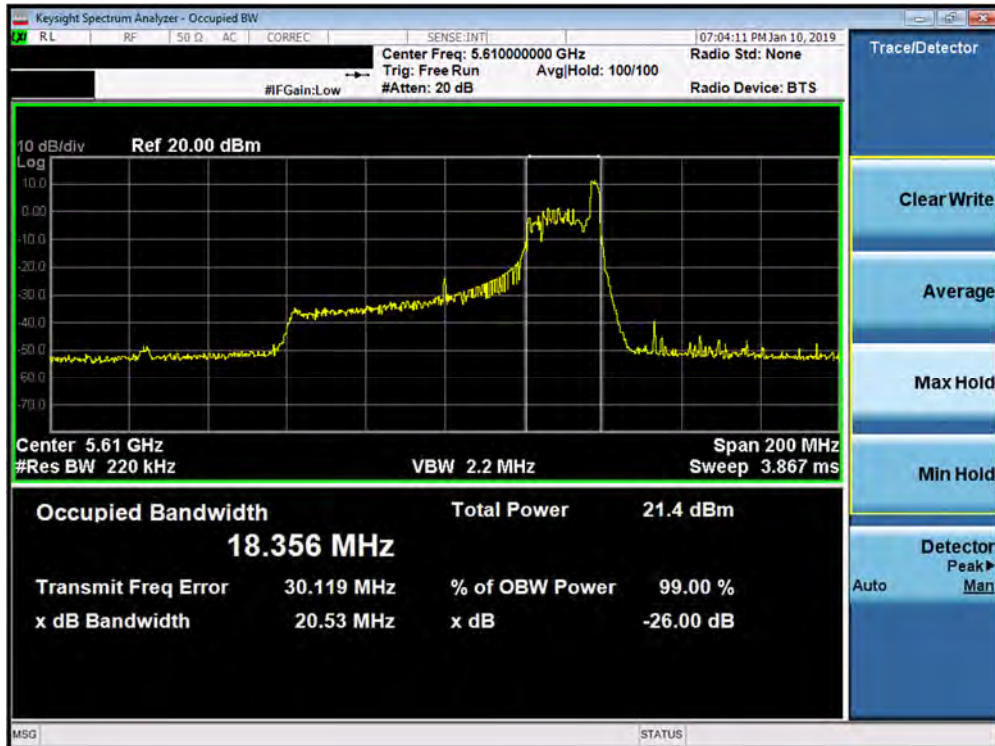 Keysight Spectrum Analyzer - Occupied BW
LXI RL RF 50 Ω AC CORREC SENSE:INT 07:04:11 PM Jan 10, 2019
Center Freq: 5.610000000 GHz Radio Std: None
Trig: Free Run Avg|Hold: 100/100
#IFGain:Low #Atten: 20 dB Radio Device: BTS
10 dB/div Ref 20.00 dBm
Log
10.0
0.00
-10.0
-20.0
-30.0
-40.0
-50.0
-60.0
-70.0
Center 5.61 GHz Span 200 MHz
#Res BW 220 kHz VBW 2.2 MHz Sweep 3.867 ms
Occupied Bandwidth Total Power 21.4 dBm
18.356 MHz
Transmit Freq Error 30.119 MHz % of OBW Power 99.00 %
x dB Bandwidth 20.53 MHz x dB -26.00 dB
MSG STATUS
Trace/Detector
Clear Write
Average
Max Hold
Min Hold
Detector
Peak▶
Auto Man